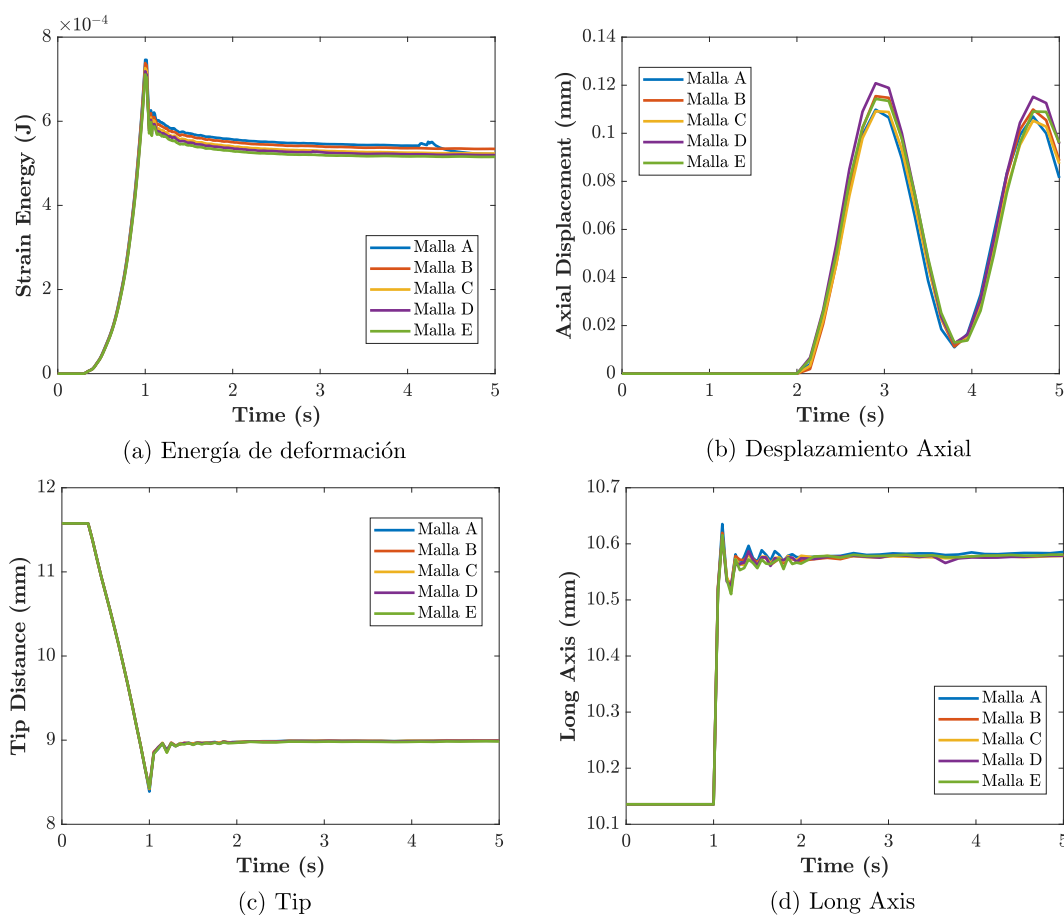 ×10⁻⁴
8
6
4
2
0
0 1 2 3 4 5
Strain Energy (J)
Time (s)
Malla A
Malla B
Malla C
Malla D
Malla E
(a) Energía de deformación
0.14
0.12
0.1
0.08
0.06
0.04
0.02
0
0 1 2 3 4 5
Axial Displacement (mm)
Time (s)
Malla A
Malla B
Malla C
Malla D
Malla E
(b) Desplazamiento Axial
12
11
10
9
8
0 1 2 3 4 5
Tip Distance (mm)
Time (s)
Malla A
Malla B
Malla C
Malla D
Malla E
(c) Tip
10.7
10.6
10.5
10.4
10.3
10.2
10.1
0 1 2 3 4 5
Long Axis (mm)
Time (s)
Malla A
Malla B
Malla C
Malla D
Malla E
(d) Long Axis